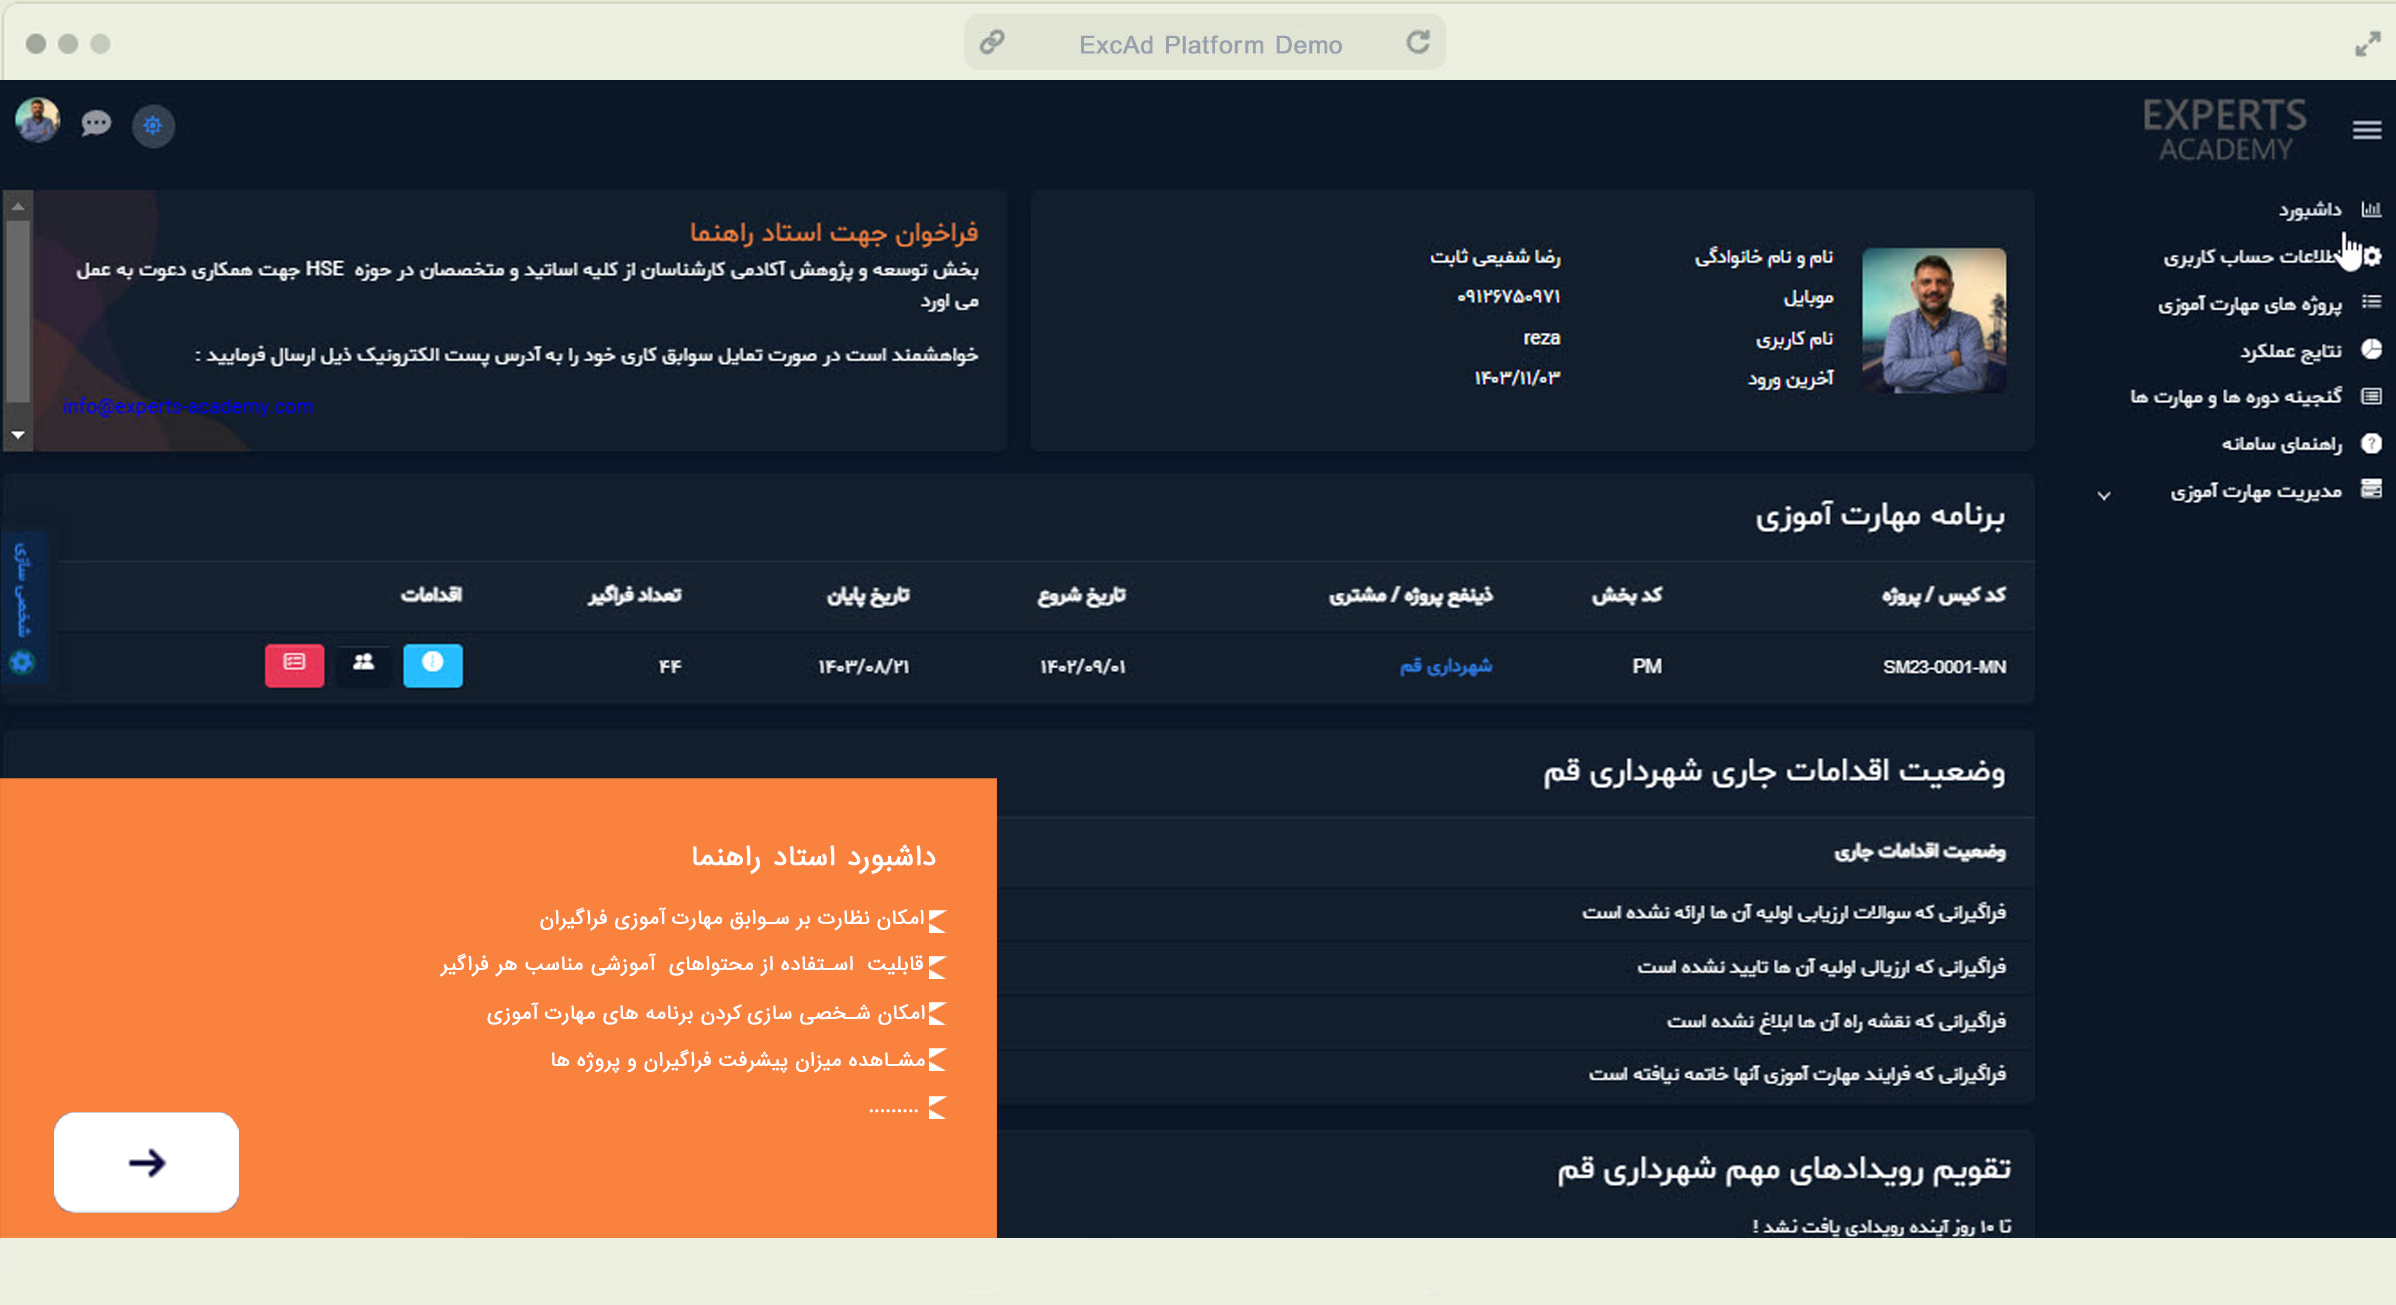 ExcAd Platform Demo
EXPERTS
ACADEMY
داشبورد
حساب کاربری
پروژه های مهارت آموزی
نتایج عملکرد
گنجینه دوره ها و مهارت ها
راهنمای سامانه
مدیریت مهارت آموزی
نام و نام خانوادگی رضا شفیعی ثابت
موبایل ۰۹۱۲۶۷۵۰۹۷۱
نام کاربری reza
آخرین ورود ۱۴۰۳/۱۱/۰۳
فراخوان جهت استاد راهنما
بخش توسعه و پژوهش آکادمی کارشناسان از کلیه اساتید و متخصصان در حوزه HSE جهت همکاری دعوت به عمل
می اورد
خواهشمند است در صورت تمایل سوابق کاری خود را به آدرس پست الکترونیک ذیل ارسال فرمایید :
info@experts-academy.com
برنامه مهارت آموزی
کد کیس / پروژه کد بخش ذینفع پروژه / مشتری تاریخ شروع تاریخ پایان تعداد فراگیر اقدامات
SM23-0001-MN PM شهرداری قم ۱۴۰۲/۰۹/۰۱ ۱۴۰۳/۰۸/۲۱ ۴۴
شخصی سازی
وضعیت اقدامات جاری شهرداری قم
وضعیت اقدامات جاری
فراگیرانی که سوالات ارزیابی اولیه آن ها ارائه نشده است
فراگیرانی که ارزیالی اولیه آن ها تایید نشده است
فراگیرانی که نقشه راه آن ها ابلاغ نشده است
فراگیرانی که فرایند مهارت آموزی آنها خاتمه نیافته است
تقویم رویدادهای مهم شهرداری قم
تا ۱۰ روز آینده رویدادی یافت نشد !
داشبورد استاد راهنما
امکان نظارت بر سـوابق مهارت آموزی فراگیران
قابلیت اسـتفاده از محتواهای آموزشی مناسب هر فراگیر
امکان شـخصی سازی کردن برنامه های مهارت آموزی
مشـاهده میزان پیشرفت فراگیران و پروژه ها
.........